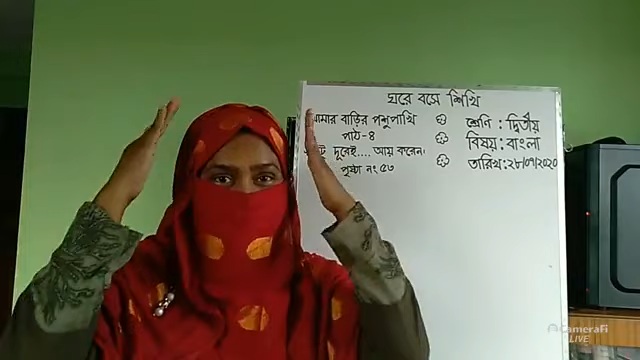 ঘরে বসে শিখি
আমার বাড়ির পশুপাখি
পাঠ-৪
দূরেই.... আয় করেন।
পৃষ্ঠা নং ৫৩
শ্রেণি : দ্বিতীয়
বিষয় : বাংলা
তারিখ:২৮/০৭/২০২০
CameraFi
LIVE